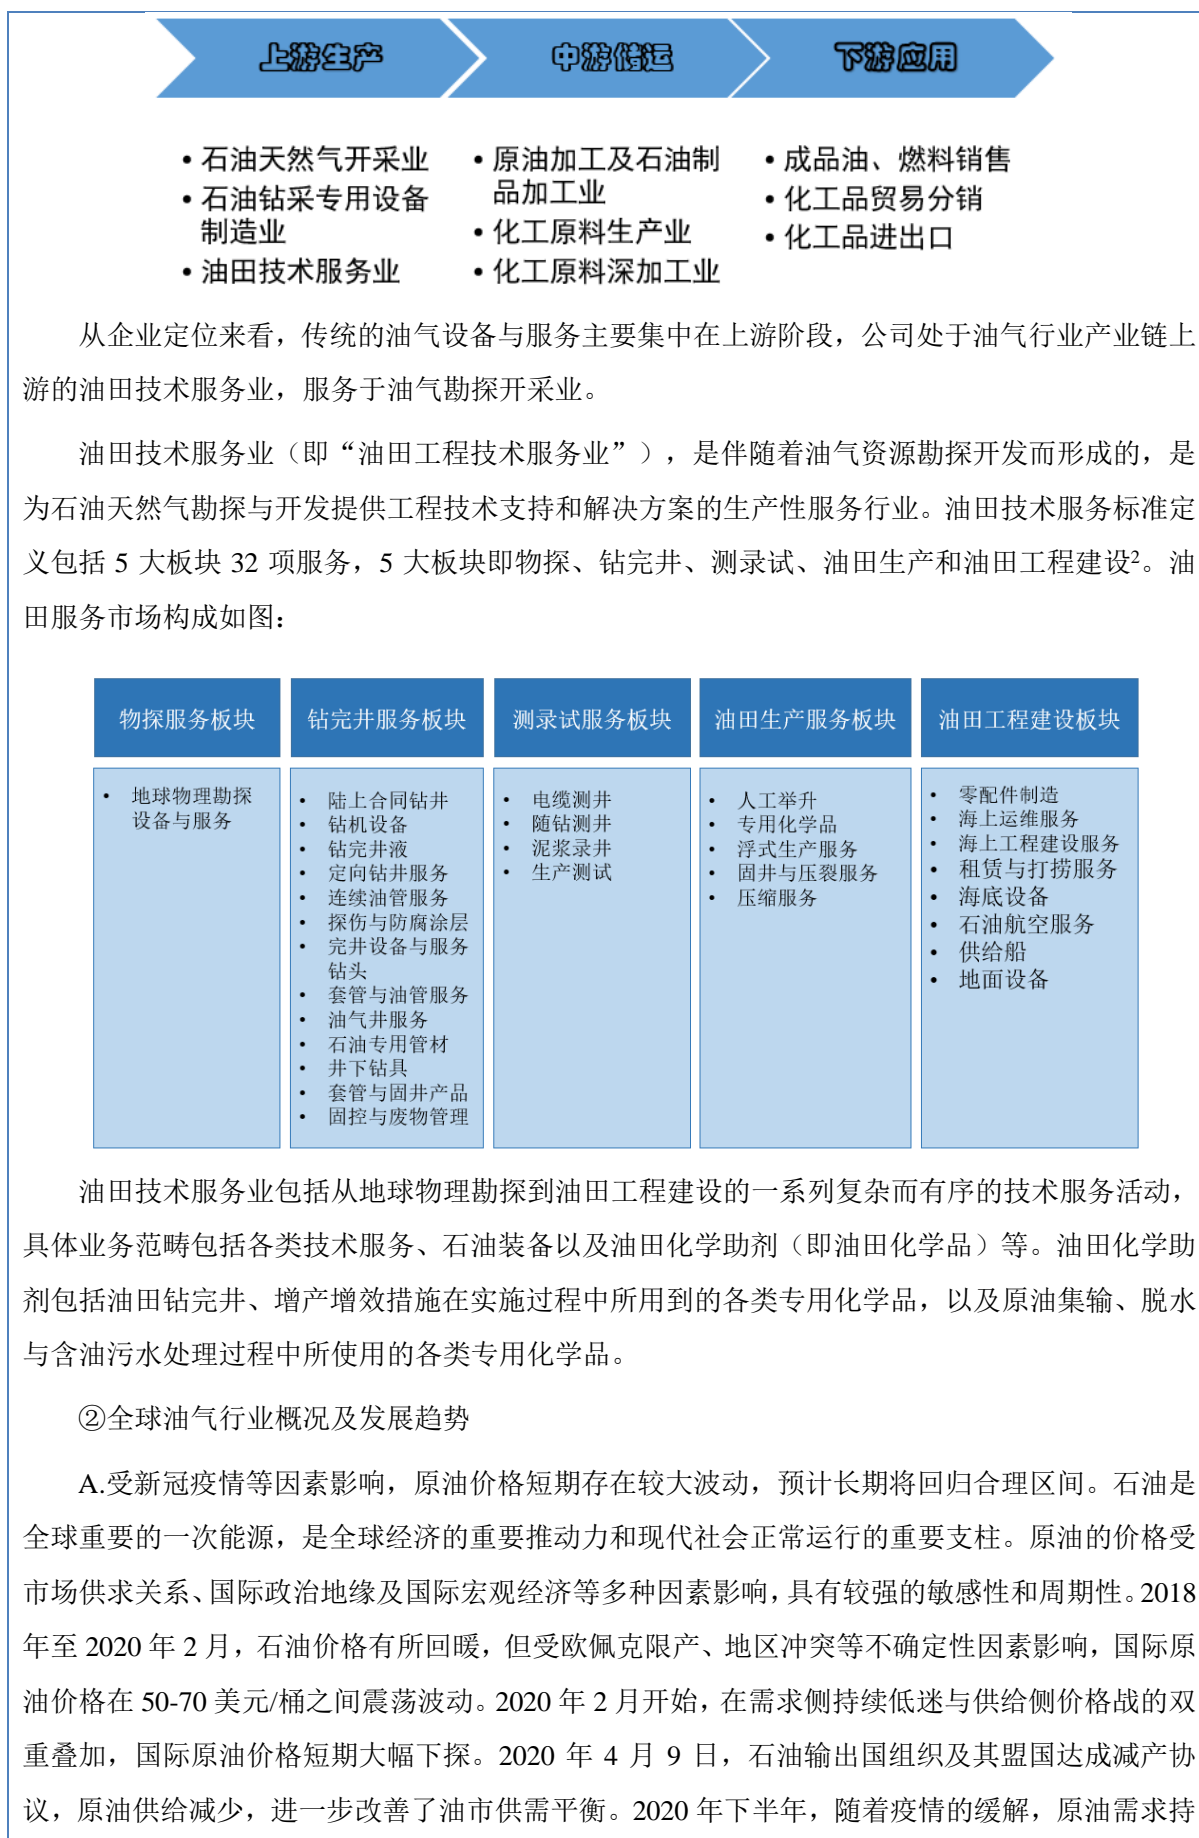 上游生产
中游储运
下游应用
• 石油天然气开采业
• 石油钻采专用设备
制造业
• 油田技术服务业
• 原油加工及石油制
品加工业
• 化工原料生产业
• 化工原料深加工业
• 成品油、燃料销售
• 化工品贸易分销
• 化工品进出口
从企业定位来看，传统的油气设备与服务主要集中在上游阶段，公司处于油气行业产业链上
游的油田技术服务业，服务于油气勘探开采业。
油田技术服务业（即“油田工程技术服务业”），是伴随着油气资源勘探开发而形成的，是
为石油天然气勘探与开发提供工程技术支持和解决方案的生产性服务行业。油田技术服务标准定
义包括 5 大板块 32 项服务，5 大板块即物探、钻完井、测录试、油田生产和油田工程建设²。油
田服务市场构成如图：
物探服务板块
• 地球物理勘探
设备与服务
钻完井服务板块
• 陆上合同钻井
• 钻机设备
• 钻完井液
• 定向钻井服务
• 连续油管服务
• 探伤与防腐涂层
• 完井设备与服务
钻头
• 套管与油管服务
• 油气井服务
• 石油专用管材
• 井下钻具
• 套管与固井产品
• 固控与废物管理
测录试服务板块
• 电缆测井
• 随钻测井
• 泥浆录井
• 生产测试
油田生产服务板块
• 人工举升
• 专用化学品
• 浮式生产服务
• 固井与压裂服务
• 压缩服务
油田工程建设板块
• 零配件制造
• 海上运维服务
• 海上工程建设服务
• 租赁与打捞服务
• 海底设备
• 石油航空服务
• 供给船
• 地面设备
油田技术服务业包括从地球物理勘探到油田工程建设的一系列复杂而有序的技术服务活动，
具体业务范畴包括各类技术服务、石油装备以及油田化学助剂（即油田化学品）等。油田化学助
剂包括油田钻完井、增产增效措施在实施过程中所用到的各类专用化学品，以及原油集输、脱水
与含油污水处理过程中所使用的各类专用化学品。
②全球油气行业概况及发展趋势
A.受新冠疫情等因素影响，原油价格短期存在较大波动，预计长期将回归合理区间。石油是
全球重要的一次能源，是全球经济的重要推动力和现代社会正常运行的重要支柱。原油的价格受
市场供求关系、国际政治地缘及国际宏观经济等多种因素影响，具有较强的敏感性和周期性。2018
年至 2020 年 2 月，石油价格有所回暖，但受欧佩克限产、地区冲突等不确定性因素影响，国际原
油价格在 50-70 美元/桶之间震荡波动。2020 年 2 月开始，在需求侧持续低迷与供给侧价格战的双
重叠加，国际原油价格短期大幅下探。2020 年 4 月 9 日，石油输出国组织及其盟国达成减产协
议，原油供给减少，进一步改善了油市供需平衡。2020 年下半年，随着疫情的缓解，原油需求持